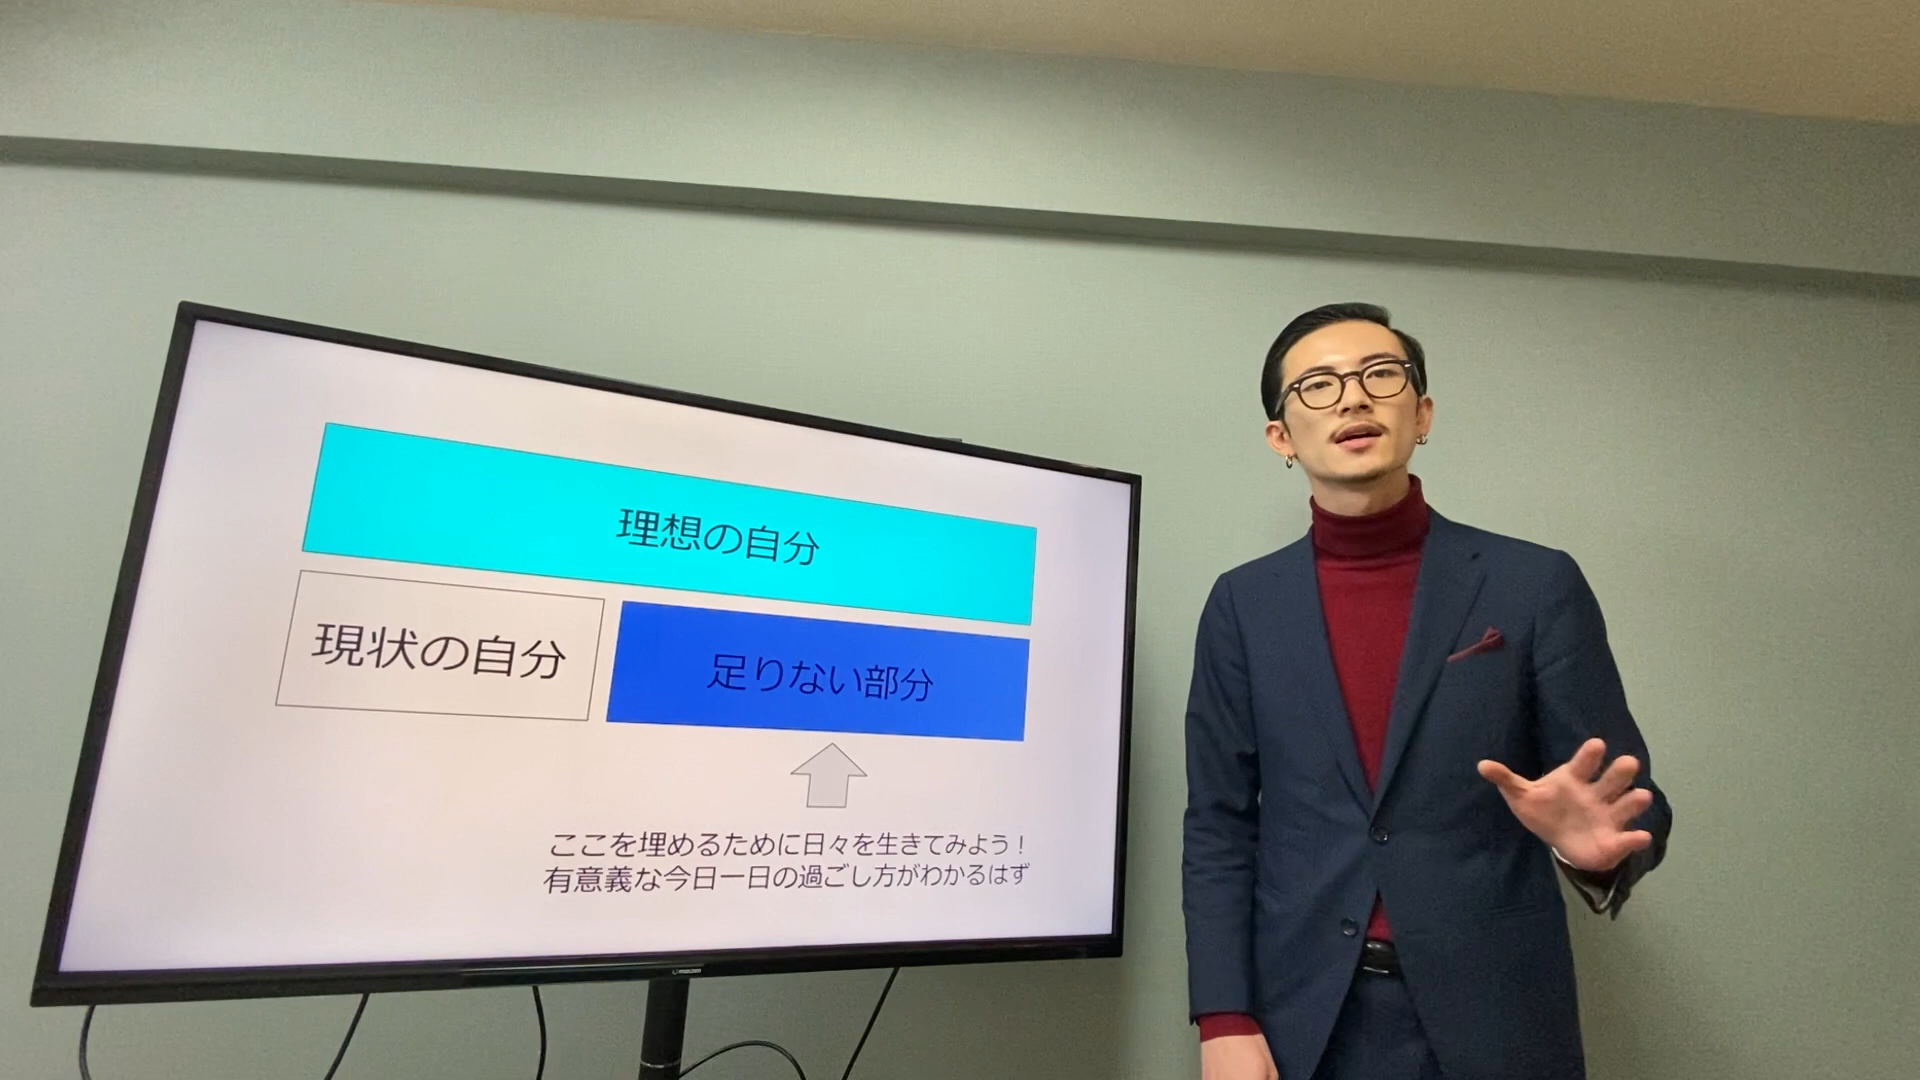 理想の自分
現状の自分
足りない部分
ここを埋めるために日々を生きてみよう！
有意義な今日一日の過ごし方がわかるはず